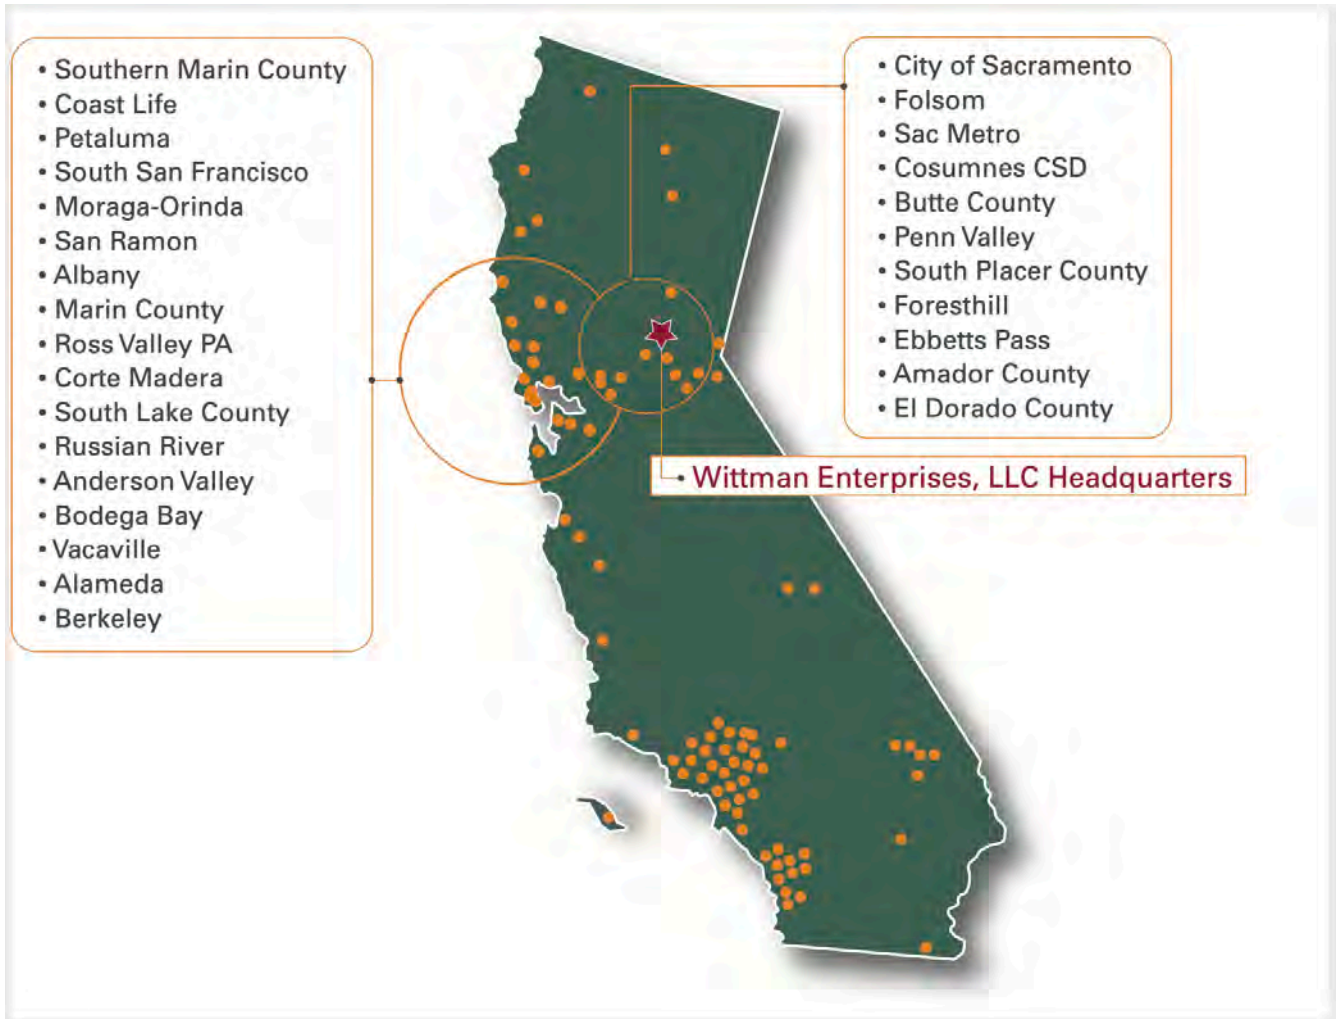 • Southern Marin County
• Coast Life
• Petaluma
• South San Francisco
• Moraga-Orinda
• San Ramon
• Albany
• Marin County
• Ross Valley PA
• Corte Madera
• South Lake County
• Russian River
• Anderson Valley
• Bodega Bay
• Vacaville
• Alameda
• Berkeley
• City of Sacramento
• Folsom
• Sac Metro
• Cosumnes CSD
• Butte County
• Penn Valley
• South Placer County
• Foresthill
• Ebbetts Pass
• Amador County
• El Dorado County
• Wittman Enterprises, LLC Headquarters